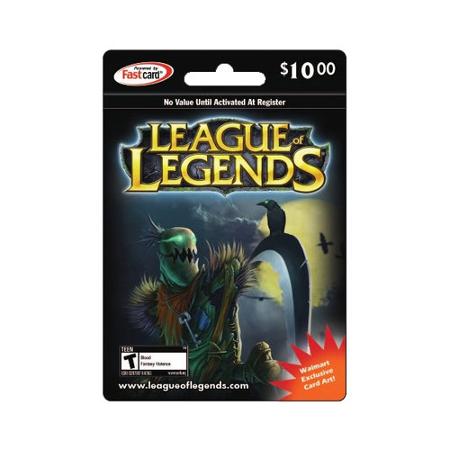 Powered by
Fastcard
$10.00
No Value Until Activated At Register
LEAGUE of
LEGENDS
TEEN
T
Blood
Fantasy Violence
www.leagueoflegends.com
Walmart
Exclusive
Card Art!